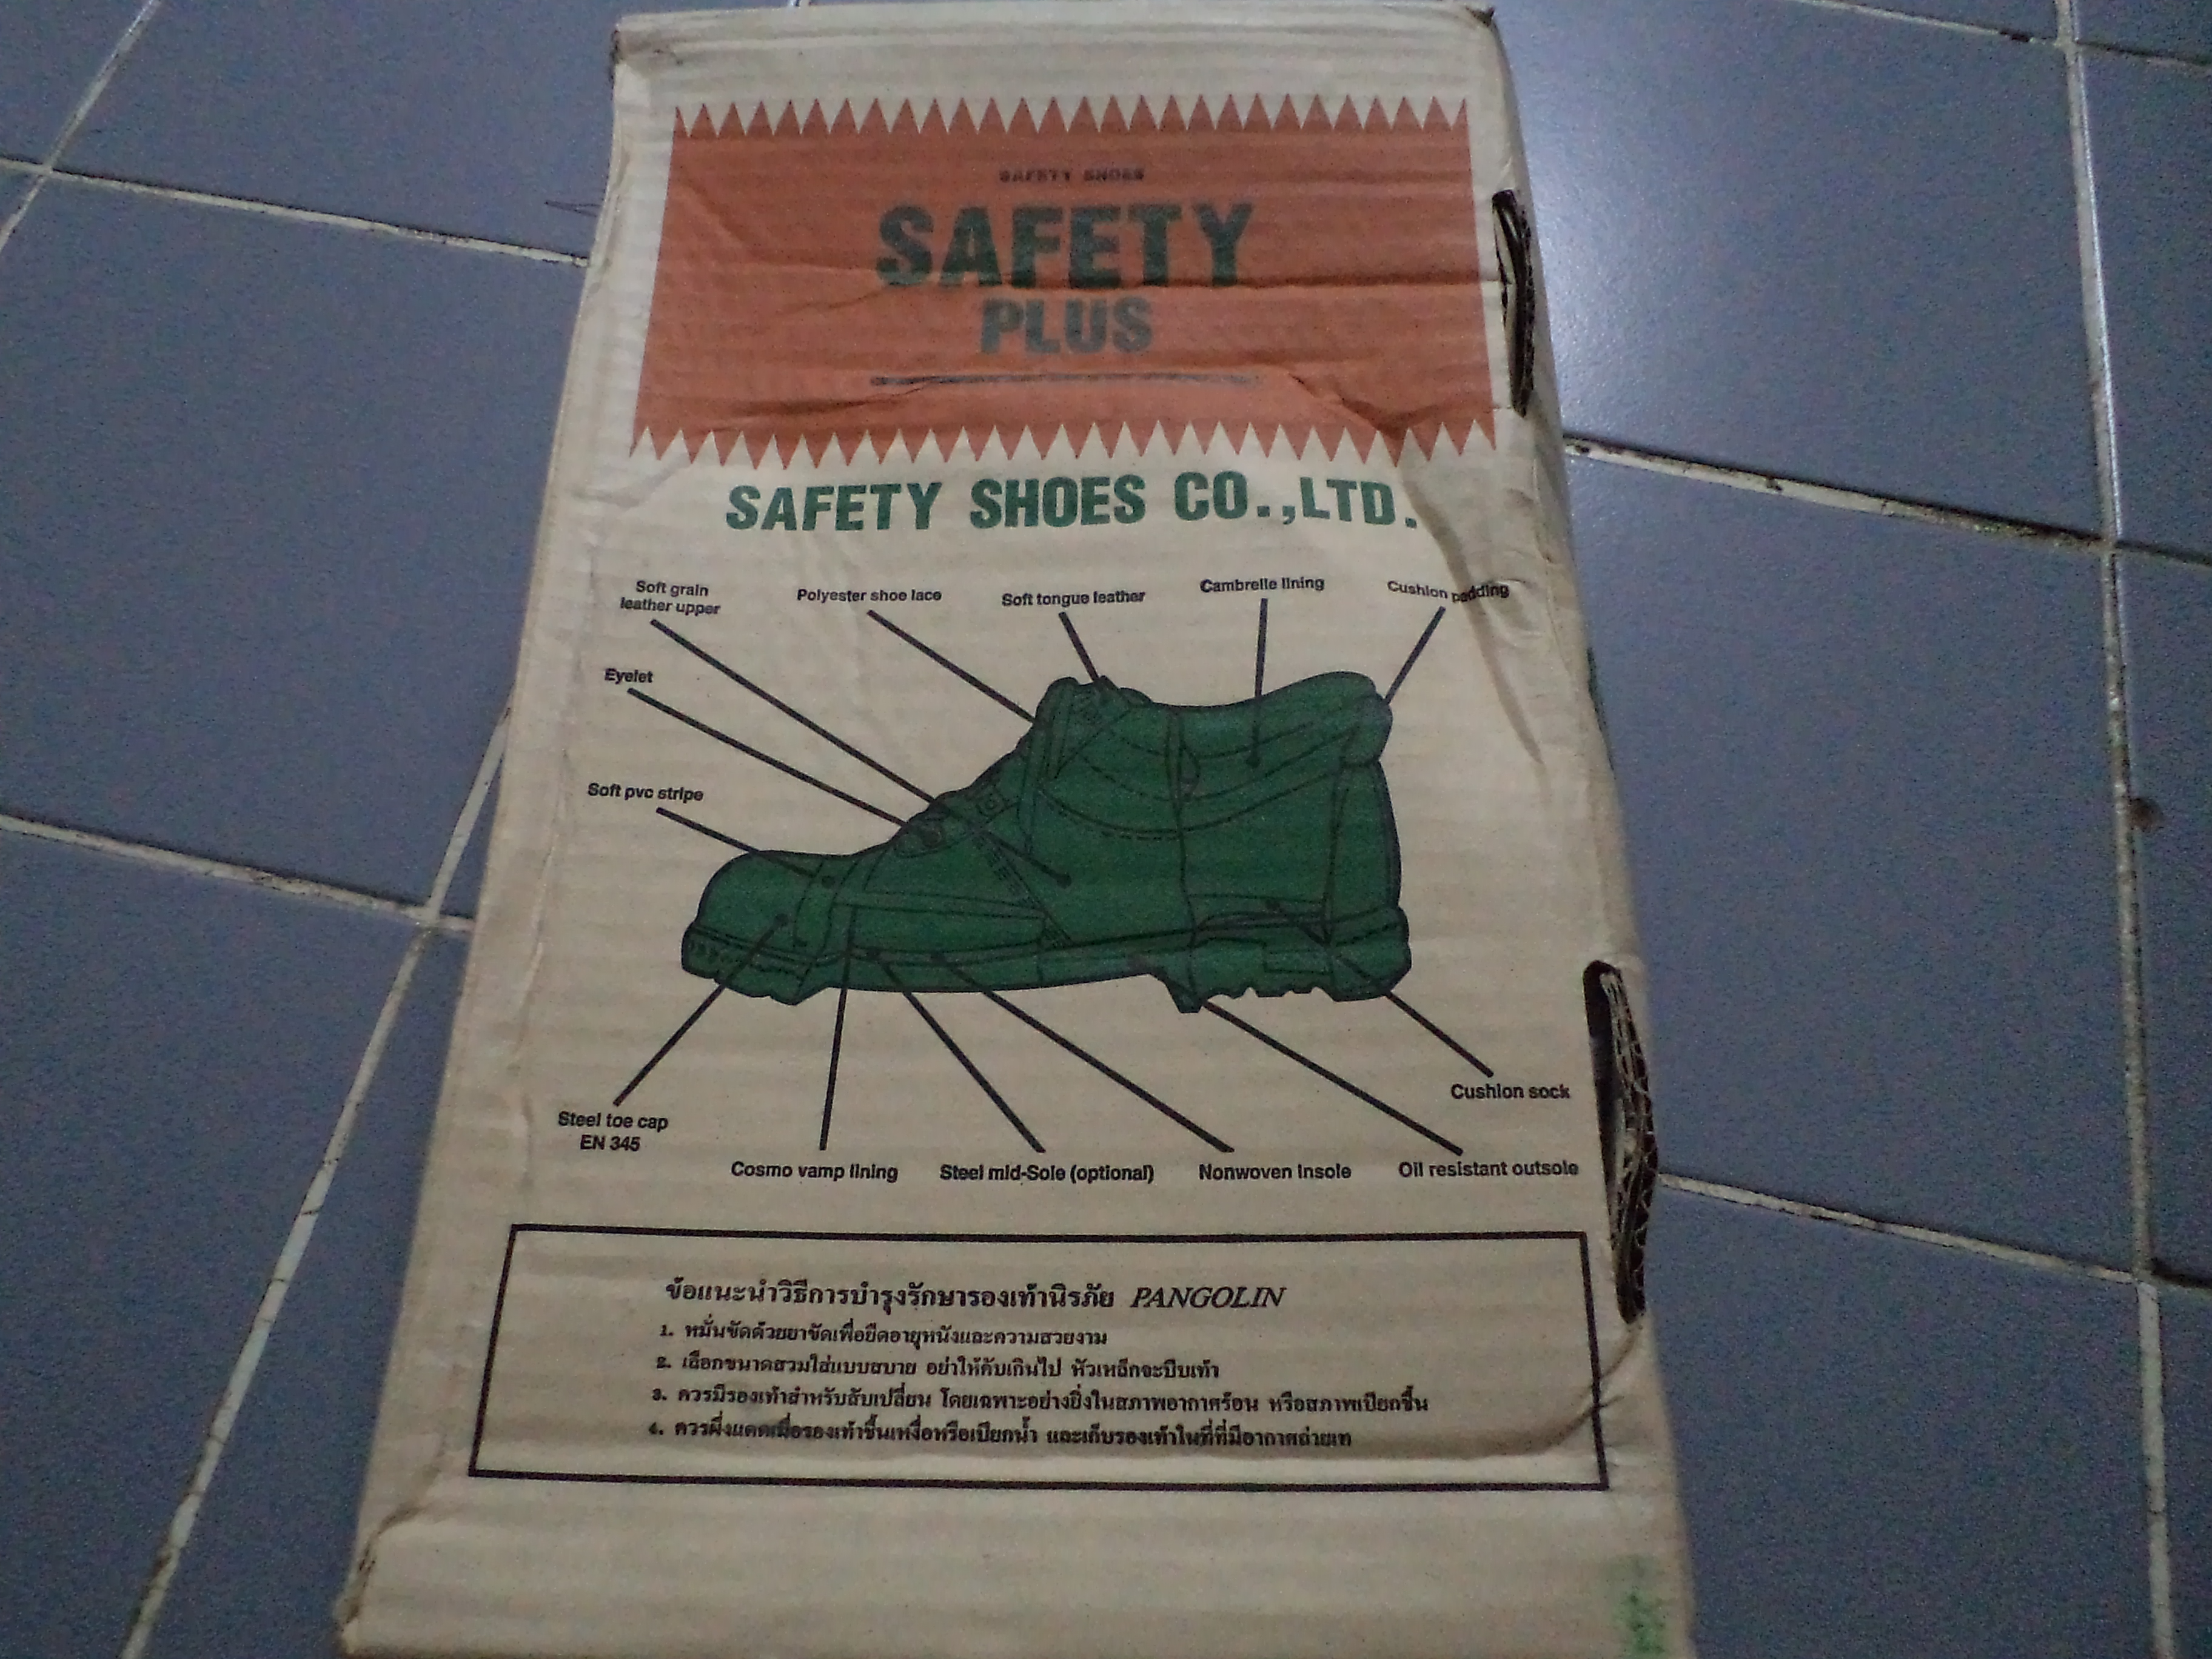 SAFETY SHOES
SAFETY
PLUS
SAFETY SHOES CO.,LTD.
Soft grain
leather upper
Polyester shoe lace
Soft tongue leather
Cambrelle lining
Cushion padding
Eyelet
Soft pvc stripe
Cushion sock
Steel toe cap
EN 345
Cosmo vamp lining
Steel mid-Sole (optional)
Nonwoven Insole
Oil resistant outsole
ข้อแนะนำวิธีการบำรุงรักษารองเท้านิรภัย PANGOLIN
1. หมั่นขัดด้วยยาขัดเพื่อยืดอายุหนังและความสวยงาม
2. เลือกขนาดสวมใส่แบบสบาย อย่าให้คับเกินไป หัวเหล็กจะบีบเท้า
3. ควรมีรองเท้าสำหรับสับเปลี่ยน โดยเฉพาะอย่างยิ่งในสภาพอากาศร้อน หรือสภาพเปียกชื้น
4. ควรผึ่งแดดเมื่อรองเท้าชื้นเหงื่อหรือเปียกน้ำ และเก็บรองเท้าในที่ที่มีอากาศถ่ายเท